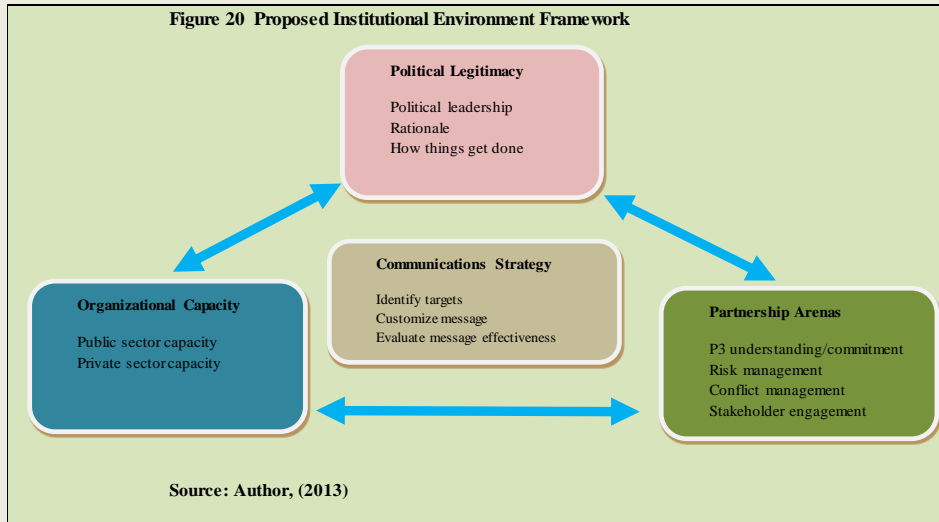 Figure 20 Proposed Institutional Environment Framework
Political Legitimacy
Political leadership
Rationale
How things get done
Communications Strategy
Identify targets
Customize message
Evaluate message effectiveness
Organizational Capacity
Public sector capacity
Private sector capacity
Partnership Arenas
P3 understanding/commitment
Risk management
Conflict management
Stakeholder engagement
Source: Author, (2013)